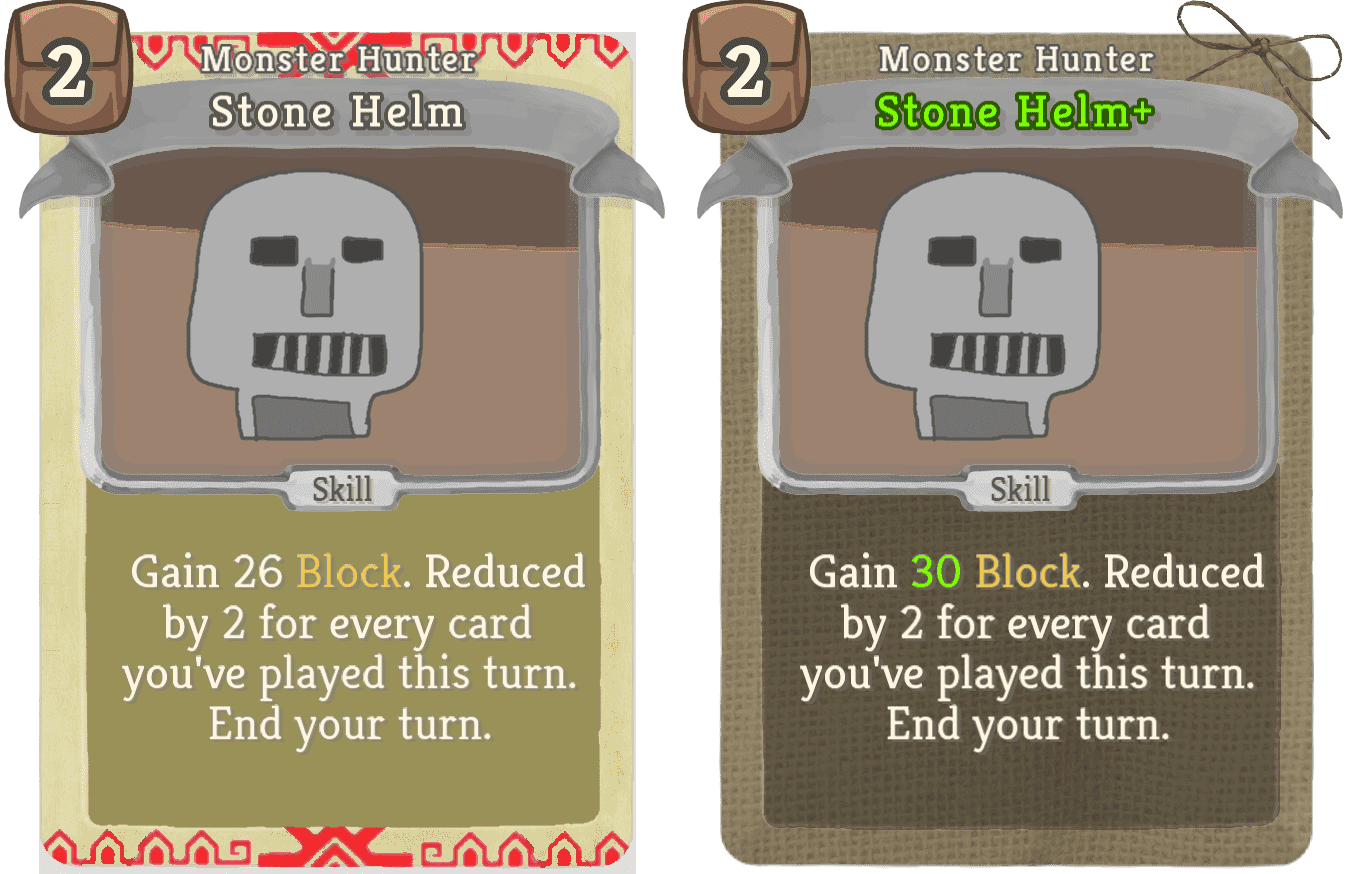 2
Monster Hunter
Stone Helm
Skill
Gain 26 Block. Reduced
by 2 for every card
you've played this turn.
End your turn.
2
Monster Hunter
Stone Helm+
Skill
Gain 30 Block. Reduced
by 2 for every card
you've played this turn.
End your turn.